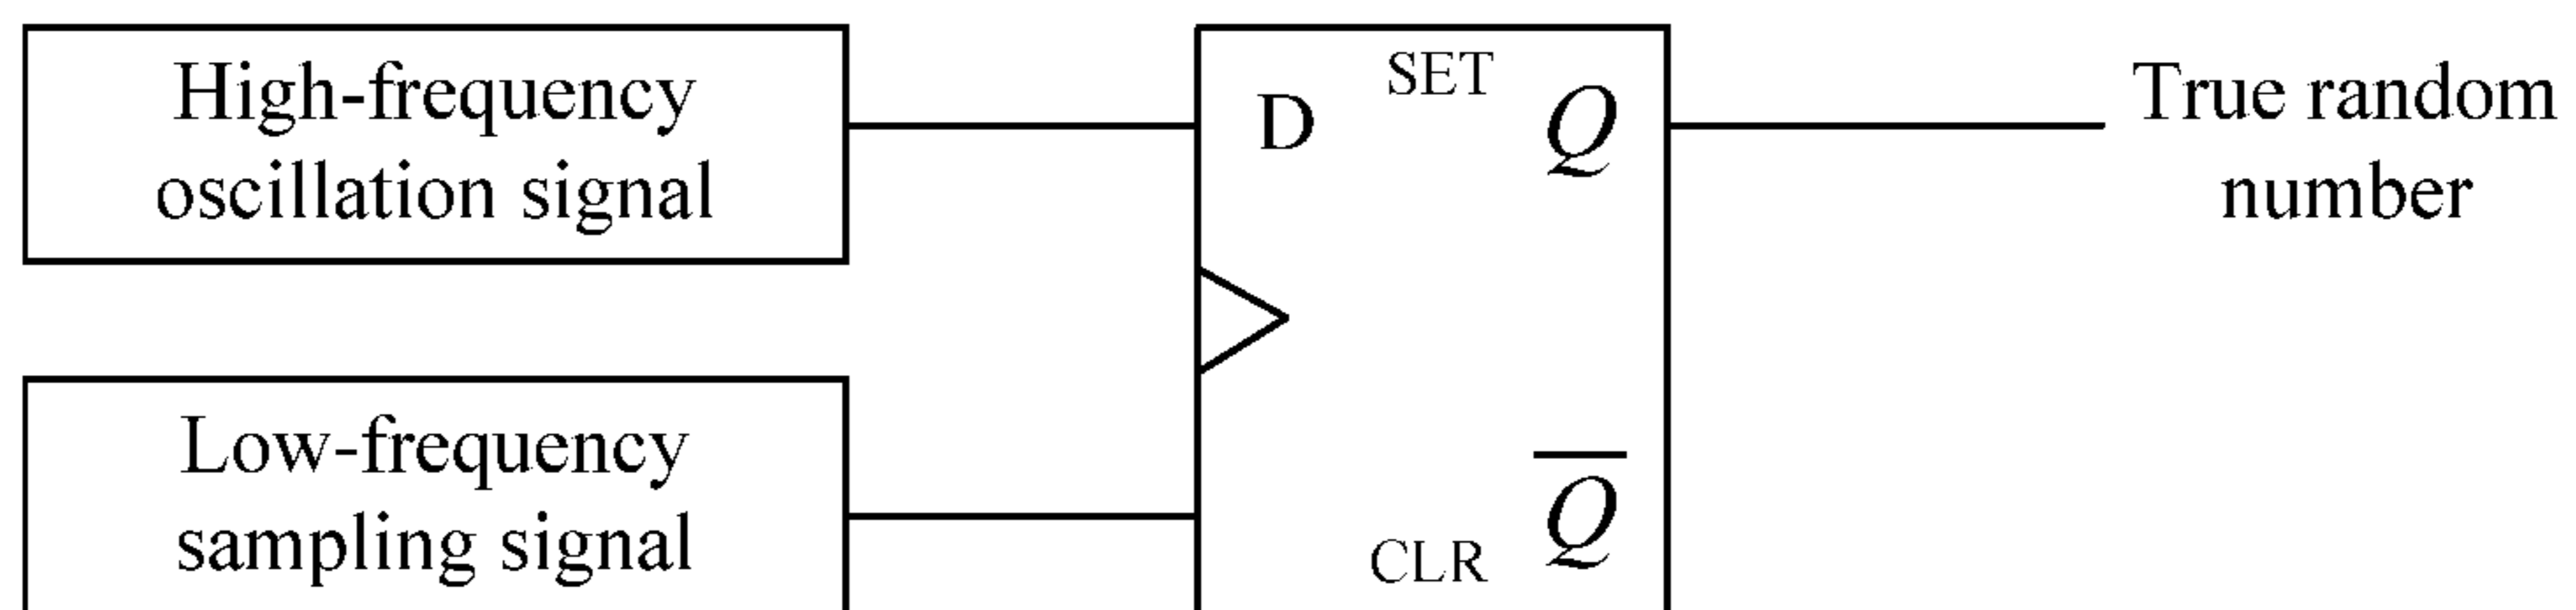 High-frequency
oscillation signal
D
SET
Q
True random
number
Low-frequency
sampling signal
CLR
Q̅